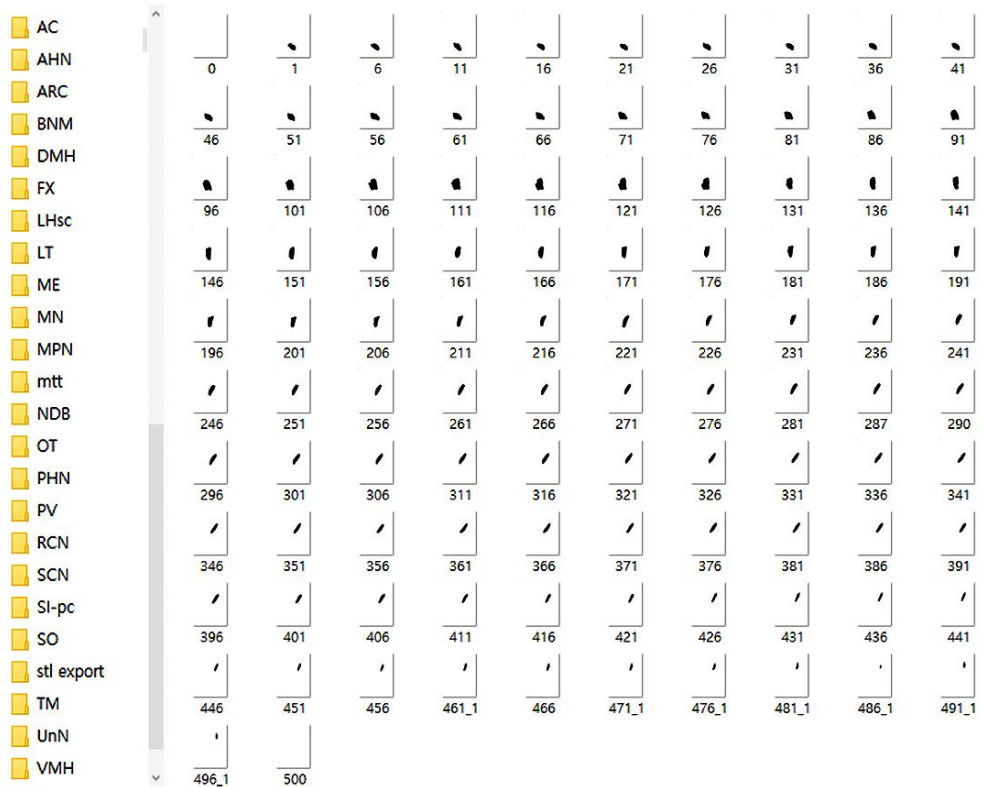 AC
AHN
ARC
BNM
DMH
FX
LHsc
LT
ME
MN
MPN
mtt
NDB
OT
PHN
PV
RCN
SCN
SI-pc
SO
stl export
TM
UnN
VMH
0 1 6 11 16 21 26 31 36 41
46 51 56 61 66 71 76 81 86 91
96 101 106 111 116 121 126 131 136 141
146 151 156 161 166 171 176 181 186 191
196 201 206 211 216 221 226 231 236 241
246 251 256 261 266 271 276 281 287 290
296 301 306 311 316 321 326 331 336 341
346 351 356 361 366 371 376 381 386 391
396 401 406 411 416 421 426 431 436 441
446 451 456 461_1 466 471_1 476_1 481_1 486_1 491_1
496_1 500